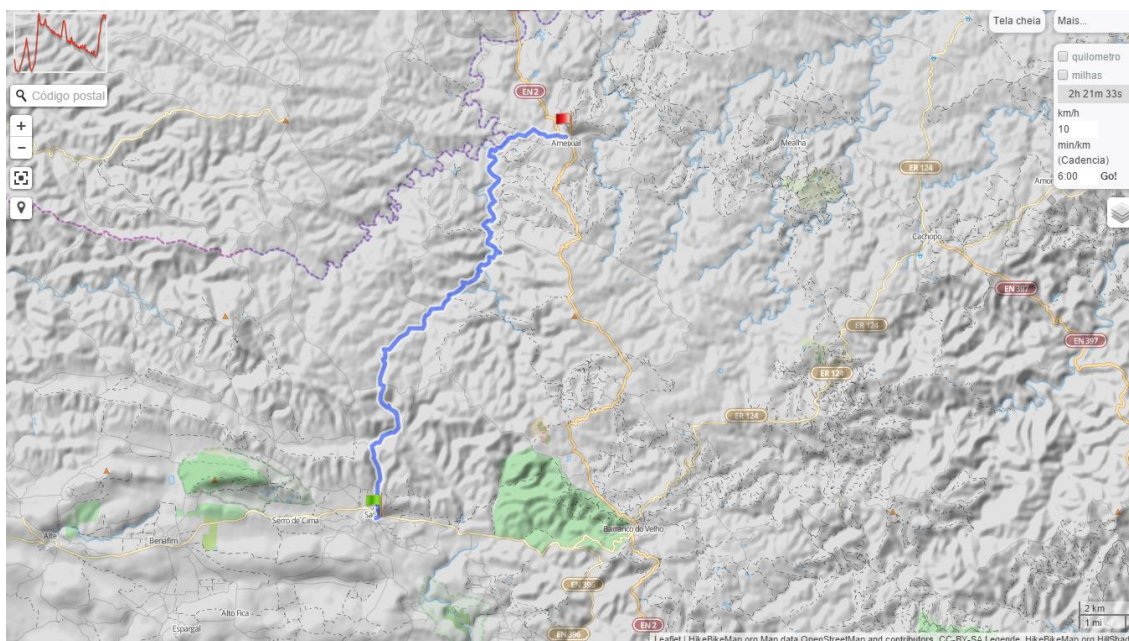 Tela cheia
Mais...
Código postal
+
−
quilometro
milhas
2h 21m 33s
km/h
10
min/km
(Cadencia)
6:00 Go!
EN 2
Ameixial
Mealha
ER 124
Cachopo
EN 397
ER 124
EN 397
ER 124
ER 124
Serro de Cima
Alte
Benafim
Barranco do Velho
Alto Fica
Espargal
EN 396
EN 2
EN 396
2 km
1 mi
Leaflet | HikeBikeMap.org Map data OpenStreetMap and contributors, CC-BY-SA Legende, HikeBikeMap.org HillShad